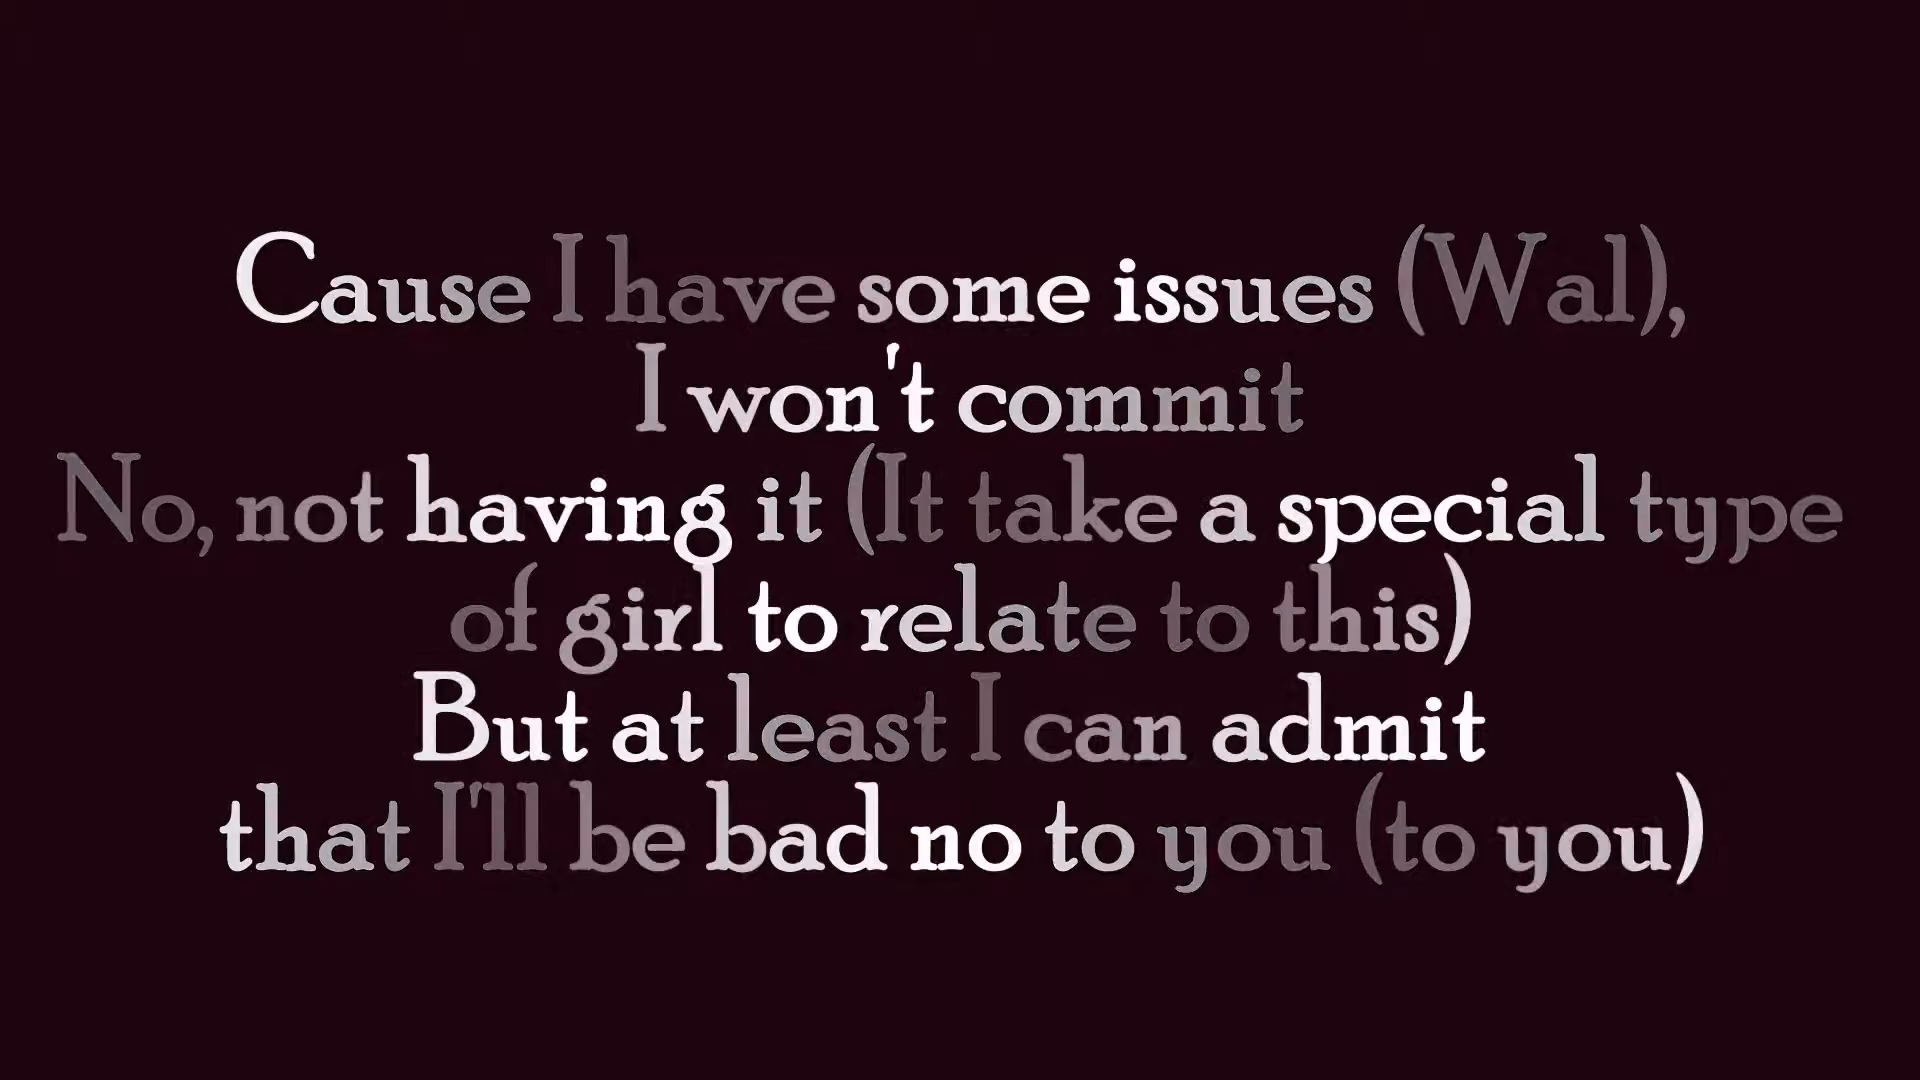 Cause I have some issues (Wal),
I won't commit
No, not having it (It take a special type
of girl to relate to this)
But at least I can admit
that I'll be bad no to you (to you)